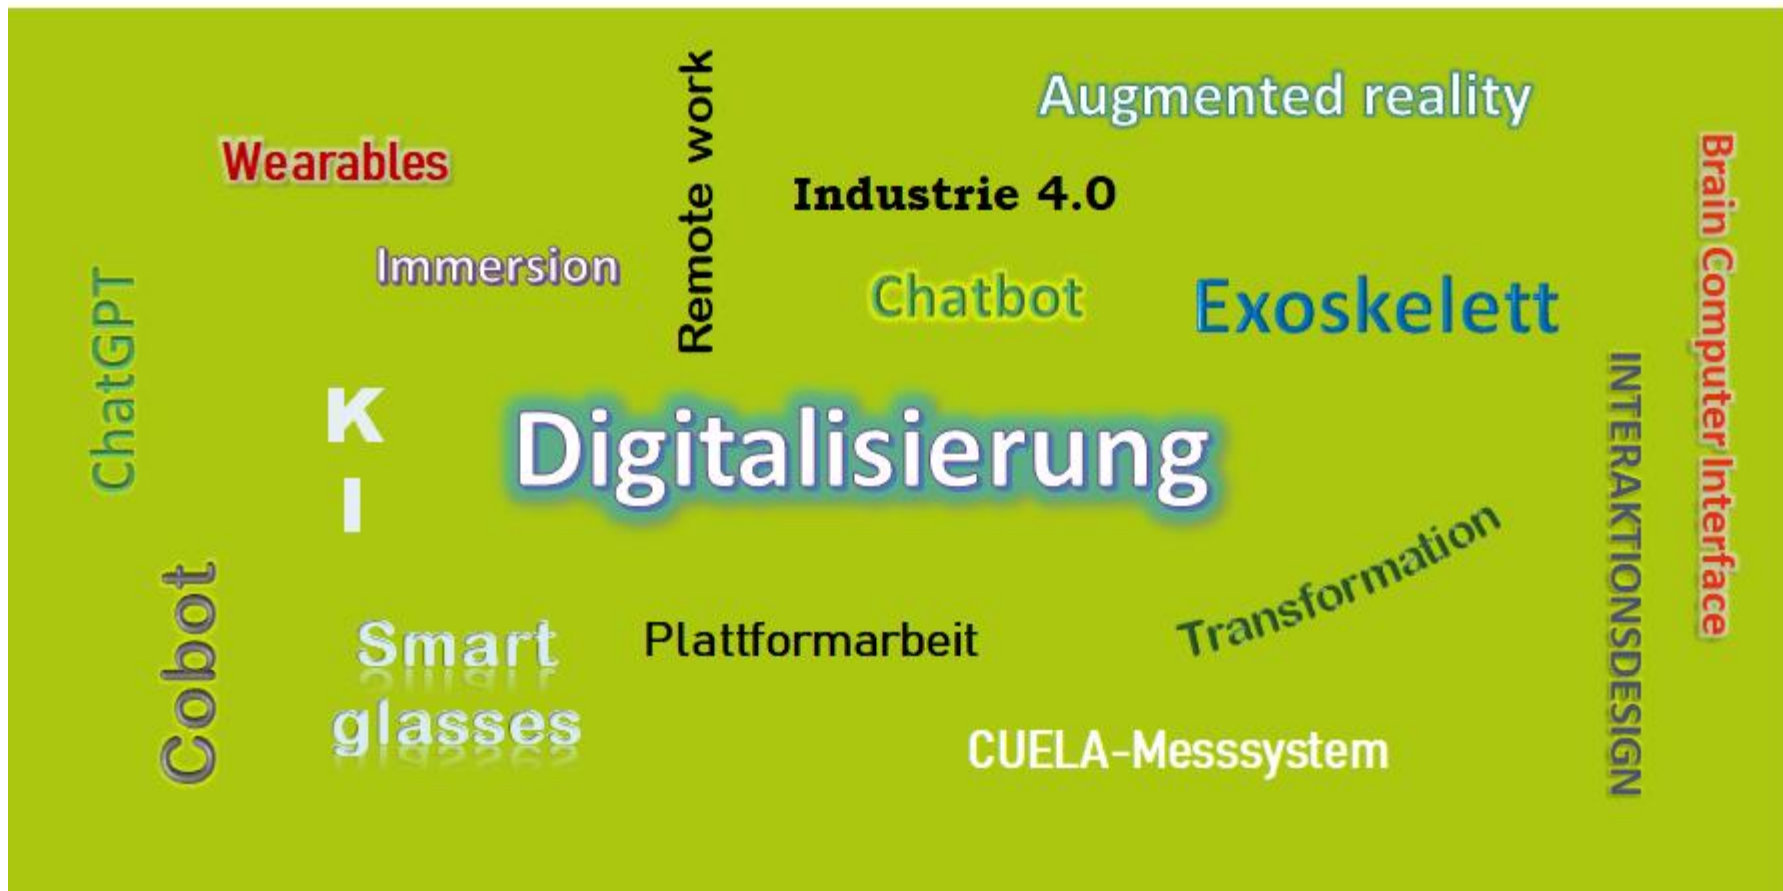 Remote work
Augmented reality
Wearables
Industrie 4.0
Brain Computer Interface
Immersion
Chatbot
Exoskelett
ChatGPT
K
I
Digitalisierung
INTERAKTIONSDESIGN
Transformation
Cobot
Smart
glasses
Plattformarbeit
CUELA-Messsystem